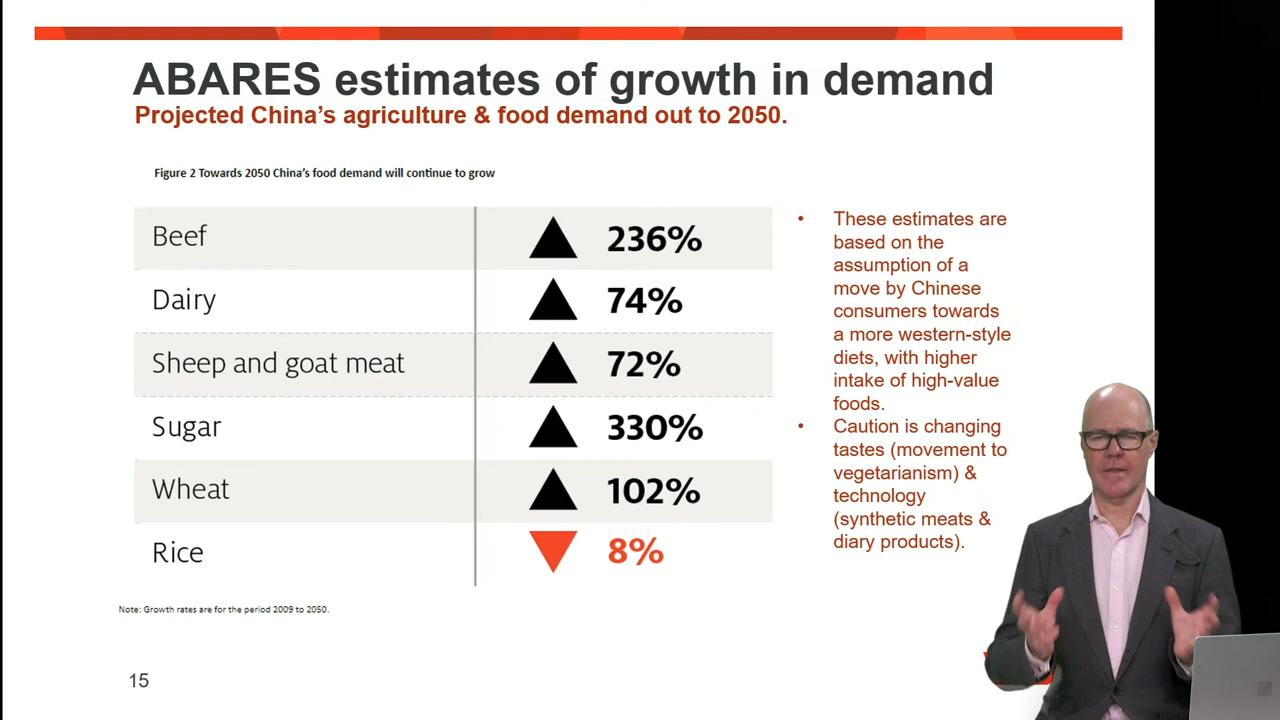 ABARES estimates of growth in demand
Projected China's agriculture & food demand out to 2050.
Figure 2 Towards 2050 China's food demand will continue to grow
Beef ▲ 236%
Dairy ▲ 74%
Sheep and goat meat ▲ 72%
Sugar ▲ 330%
Wheat ▲ 102%
Rice ▼ 8%
Note: Growth rates are for the period 2009 to 2050.
• These estimates are
based on the
assumption of a
move by Chinese
consumers towards
a more western-style
diets, with higher
intake of high-value
foods.
• Caution is changing
tastes (movement to
vegetarianism) &
technology
(synthetic meats &
diary products).
15